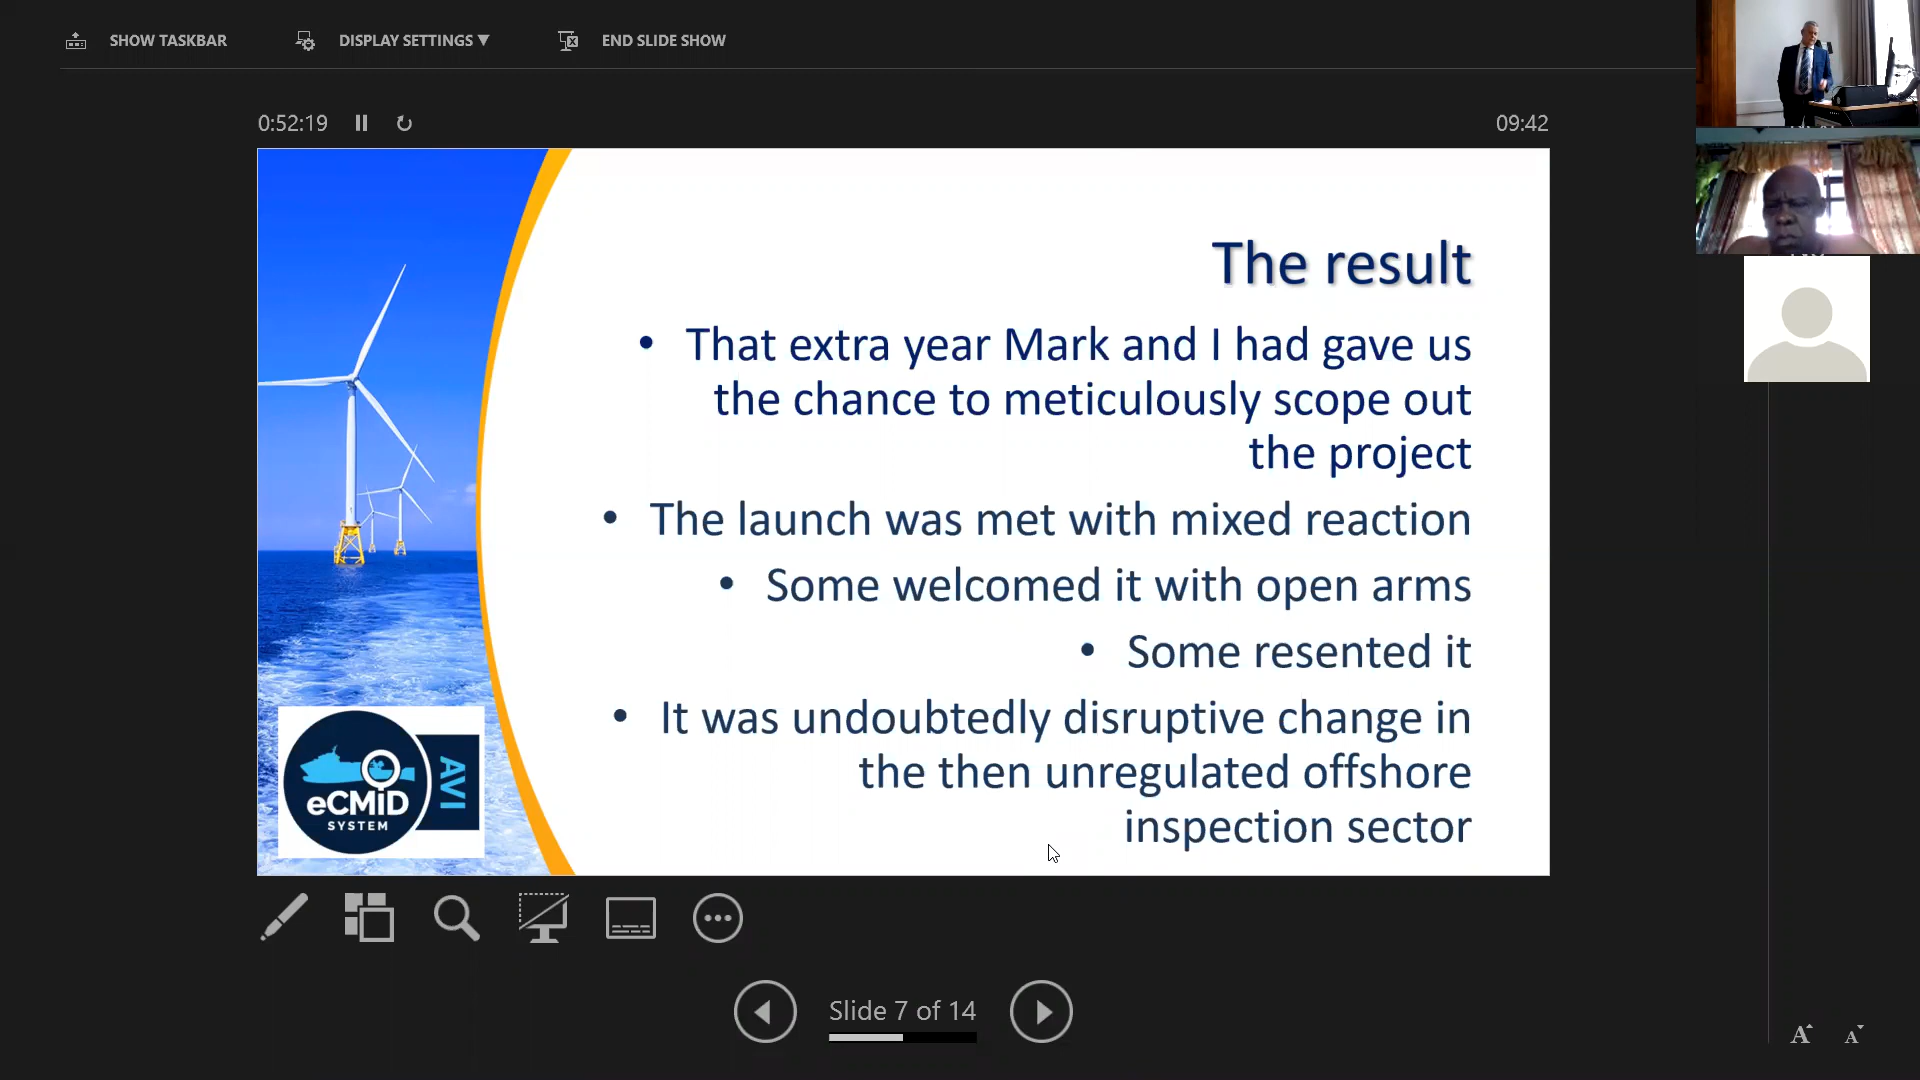 SHOW TASKBAR
DISPLAY SETTINGS ▼
END SLIDE SHOW
0:52:19
09:42
The result
• That extra year Mark and I had gave us
the chance to meticulously scope out
the project
• The launch was met with mixed reaction
• Some welcomed it with open arms
• Some resented it
• It was undoubtedly disruptive change in
the then unregulated offshore
inspection sector
eCMID
SYSTEM
AVI
Slide 7 of 14
A
A